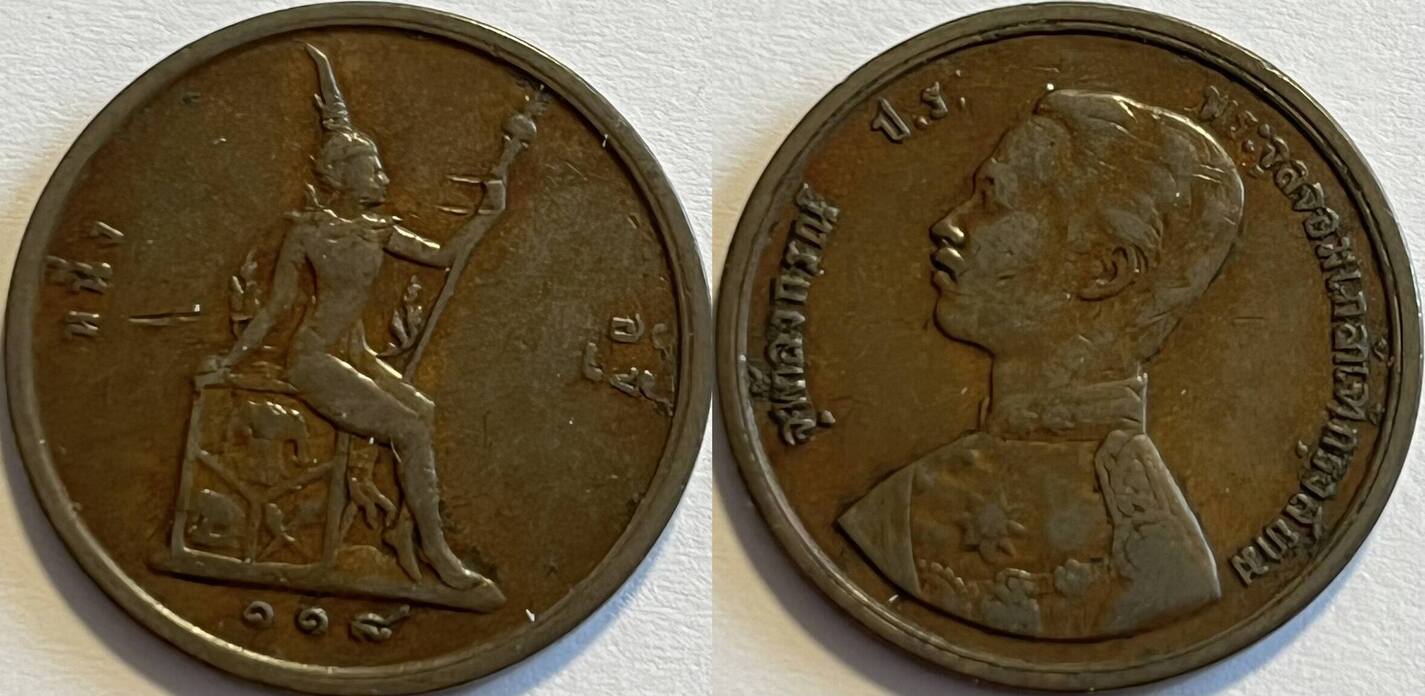 หนึ่ง
อัฐ
๑๑๘
จุฬาลงกรณ์ ป.ร. พระจุลจอมเกล้าเจ้ากรุงสยาม